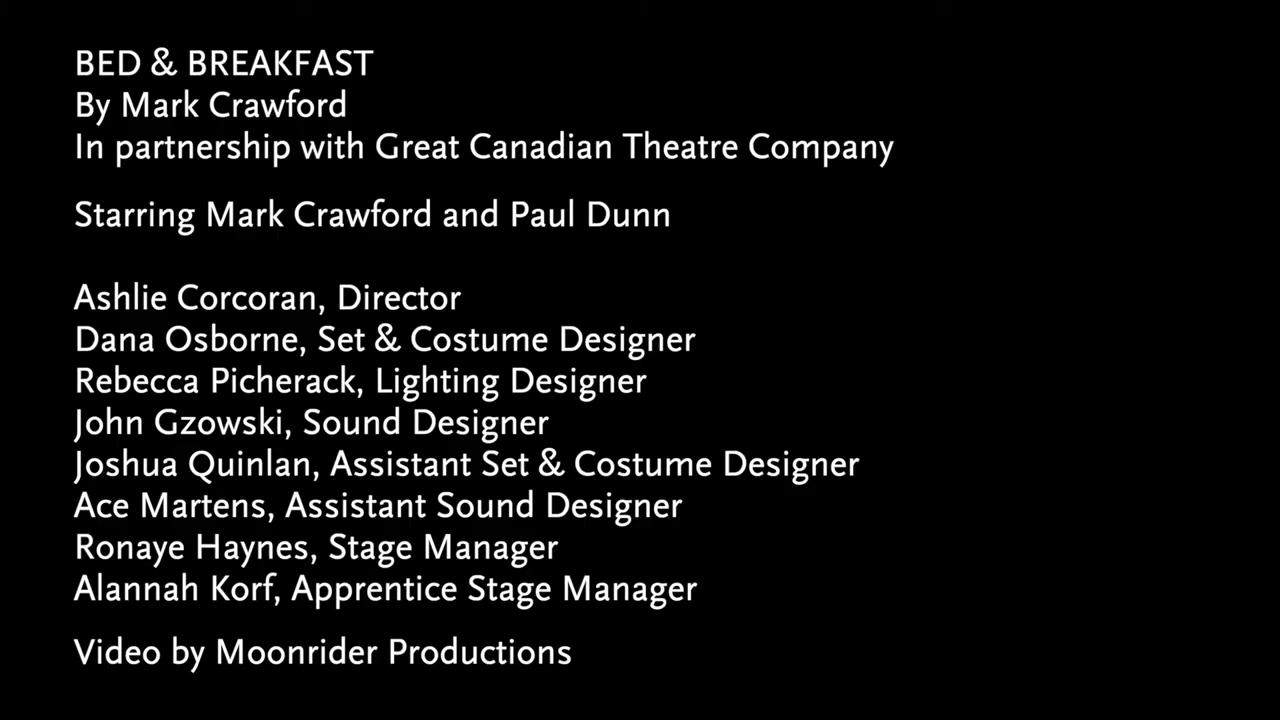 BED & BREAKFAST
By Mark Crawford
In partnership with Great Canadian Theatre Company
Starring Mark Crawford and Paul Dunn
Ashlie Corcoran, Director
Dana Osborne, Set & Costume Designer
Rebecca Picherack, Lighting Designer
John Gzowski, Sound Designer
Joshua Quinlan, Assistant Set & Costume Designer
Ace Martens, Assistant Sound Designer
Ronaye Haynes, Stage Manager
Alannah Korf, Apprentice Stage Manager
Video by Moonrider Productions